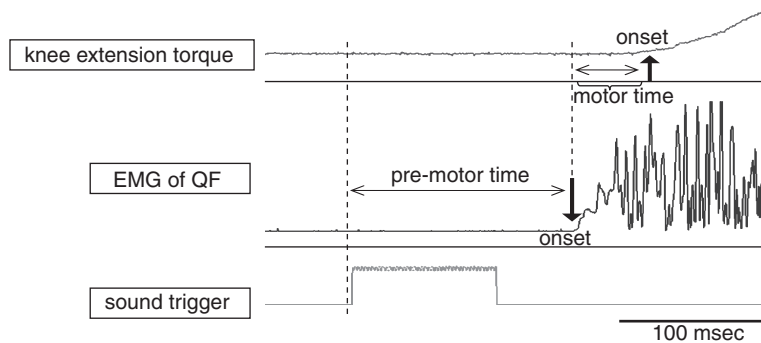 onset
knee extension torque
motor time
EMG of QF
pre-motor time
onset
sound trigger
100 msec